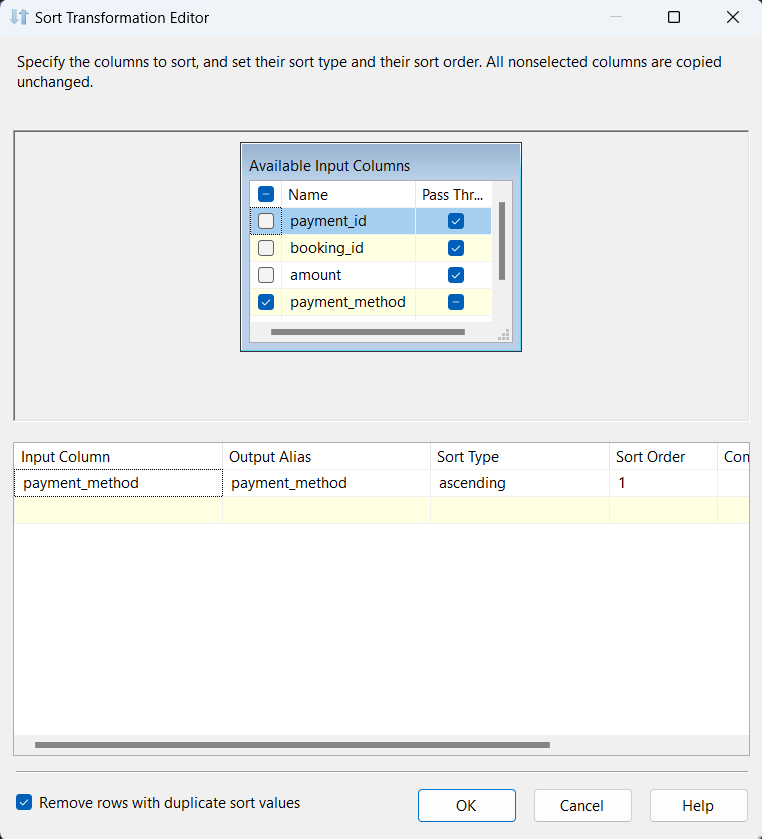 Sort Transformation Editor
Specify the columns to sort, and set their sort type and their sort order. All nonselected columns are copied
unchanged.
Available Input Columns
Name Pass Thr...
payment_id
booking_id
amount
payment_method
Input Column Output Alias Sort Type Sort Order Con
payment_method payment_method ascending 1
Remove rows with duplicate sort values OK Cancel Help